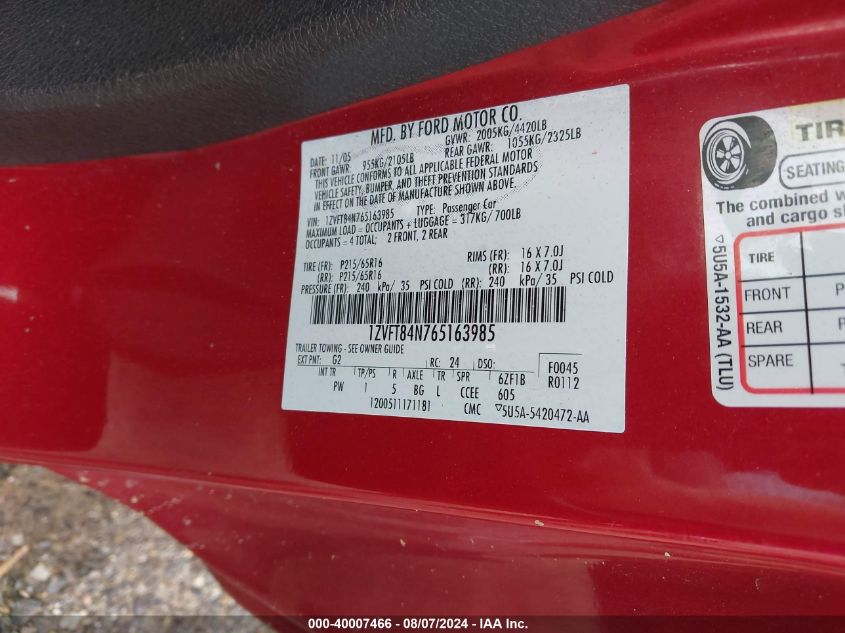 MFD. BY FORD MOTOR CO.
DATE: 11/05 GVWR: 2005KG/4420LB
FRONT GAWR: 955KG/2105LB REAR GAWR: 1055KG/2325LB
THIS VEHICLE CONFORMS TO ALL APPLICABLE FEDERAL MOTOR
VEHICLE SAFETY, BUMPER, AND THEFT PREVENTION STANDARDS
IN EFFECT ON THE DATE OF MANUFACTURE SHOWN ABOVE.
VIN: 1ZVFT84N765163985 TYPE: Passenger Car
MAXIMUM LOAD = OCCUPANTS + LUGGAGE = 317KG/ 700LB
OCCUPANTS = 4 TOTAL; 2 FRONT, 2 REAR
TIRE (FR): P215/65R16 RIMS (FR): 16 X 7.0J
(RR): P215/65R16 (RR): 16 X 7.0J
PRESSURE (FR): 240 kPa/ 35 PSI COLD (RR): 240 kPa/ 35 PSI COLD
1ZVFT84N765163985
TRAILER TOWING - SEE OWNER GUIDE
EXT PNT: G2 RC: 24 DSO: F0045
INT TR TP/PS R AXLE TR SPR 6ZF1B R0112
PW 1 5 BG L CCEE 605
1200511171181 CMC ▽5U5A-5420472-AA
TIR
SEATING
The combined w
and cargo sh
TIRE
FRONT P
REAR P
SPARE T
▽5U5A-1532-AA (TLU)
000-40007466 - 08/07/2024 - IAA Inc.